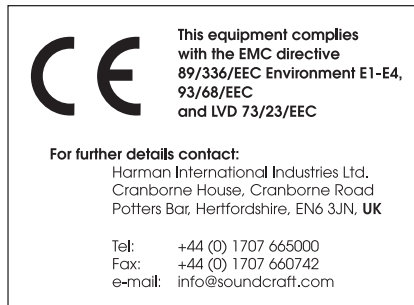 CE
This equipment complies
with the EMC directive
89/336/EEC Environment E1-E4,
93/68/EEC
and LVD 73/23/EEC
For further details contact:
Harman International Industries Ltd.
Cranborne House, Cranborne Road
Potters Bar, Hertfordshire, EN6 3JN, UK
Tel: +44 (0) 1707 665000
Fax: +44 (0) 1707 660742
e-mail: info@soundcraft.com